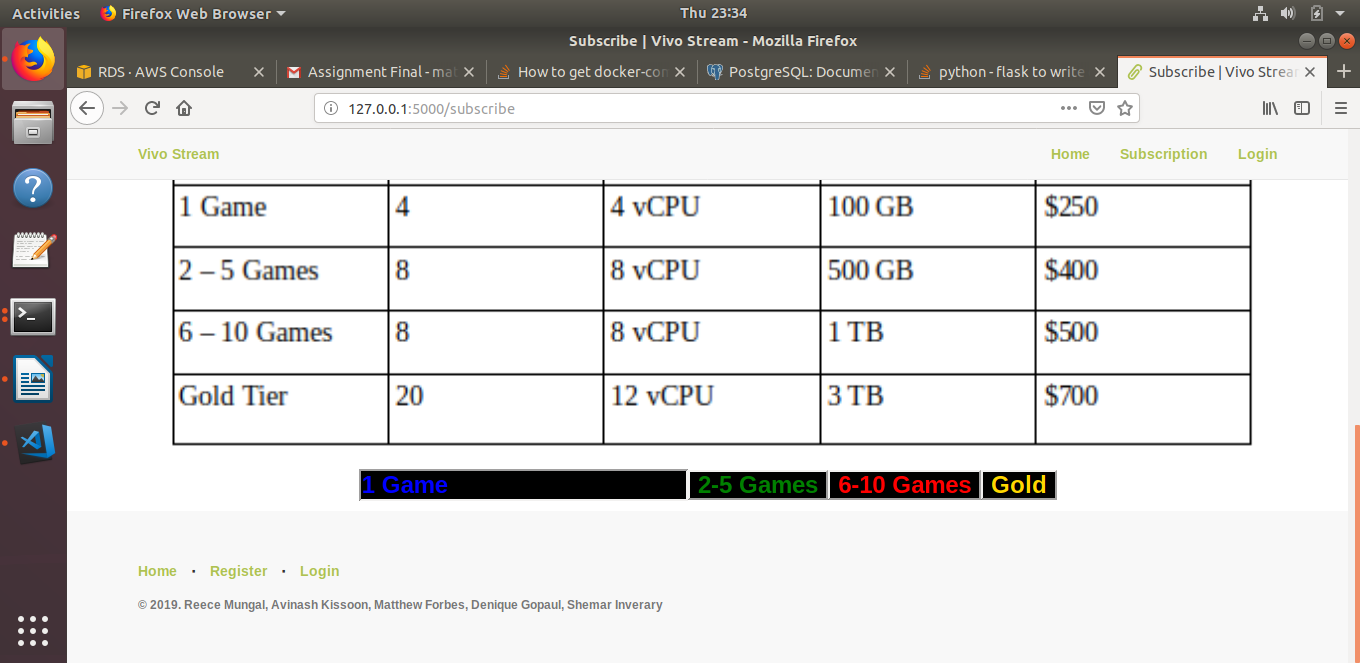 Activities Firefox Web Browser Thu 23:34
Subscribe | Vivo Stream - Mozilla Firefox
RDS · AWS Console Assignment Final - mat How to get docker-con PostgreSQL: Documen python - flask to write Subscribe | Vivo Strear
127.0.0.1:5000/subscribe
Vivo Stream Home Subscription Login
1 Game 4 4 vCPU 100 GB $250
2 – 5 Games 8 8 vCPU 500 GB $400
6 – 10 Games 8 8 vCPU 1 TB $500
Gold Tier 20 12 vCPU 3 TB $700
1 Game 2-5 Games 6-10 Games Gold
Home · Register · Login
© 2019. Reece Mungal, Avinash Kissoon, Matthew Forbes, Denique Gopaul, Shemar Inverary